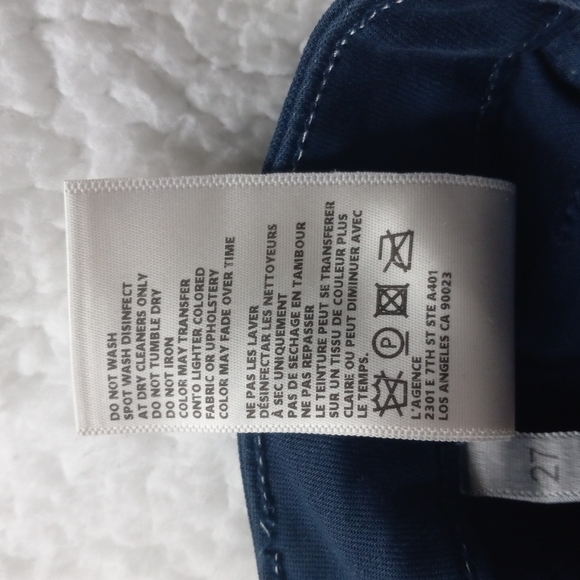 DO NOT WASH
SPOT WASH DISINFECT
AT DRY CLEANERS ONLY
DO NOT TUMBLE DRY
DO NOT IRON
COLOR MAY TRANSFER
ONTO LIGHTER COLORED
FABRIC OR UPHOLSTERY
COLOR MAY FADE OVER TIME
NE PAS LES LAVER
DÉSINFECTAR LES NETTOYEURS
À SEC UNIQUEMENT
PAS DE SECHAGE EN TAMBOUR
NE PAS REPASSER
LE TEINTURE PEUT SE TRANSFERER
SUR UN TISSU DE COULEUR PLUS
CLAIRE OU PEUT DIMINUER AVEC
LE TEMPS.
P
L'AGENCE
2301 E 7TH ST STE A401
LOS ANGELES CA 90023
27